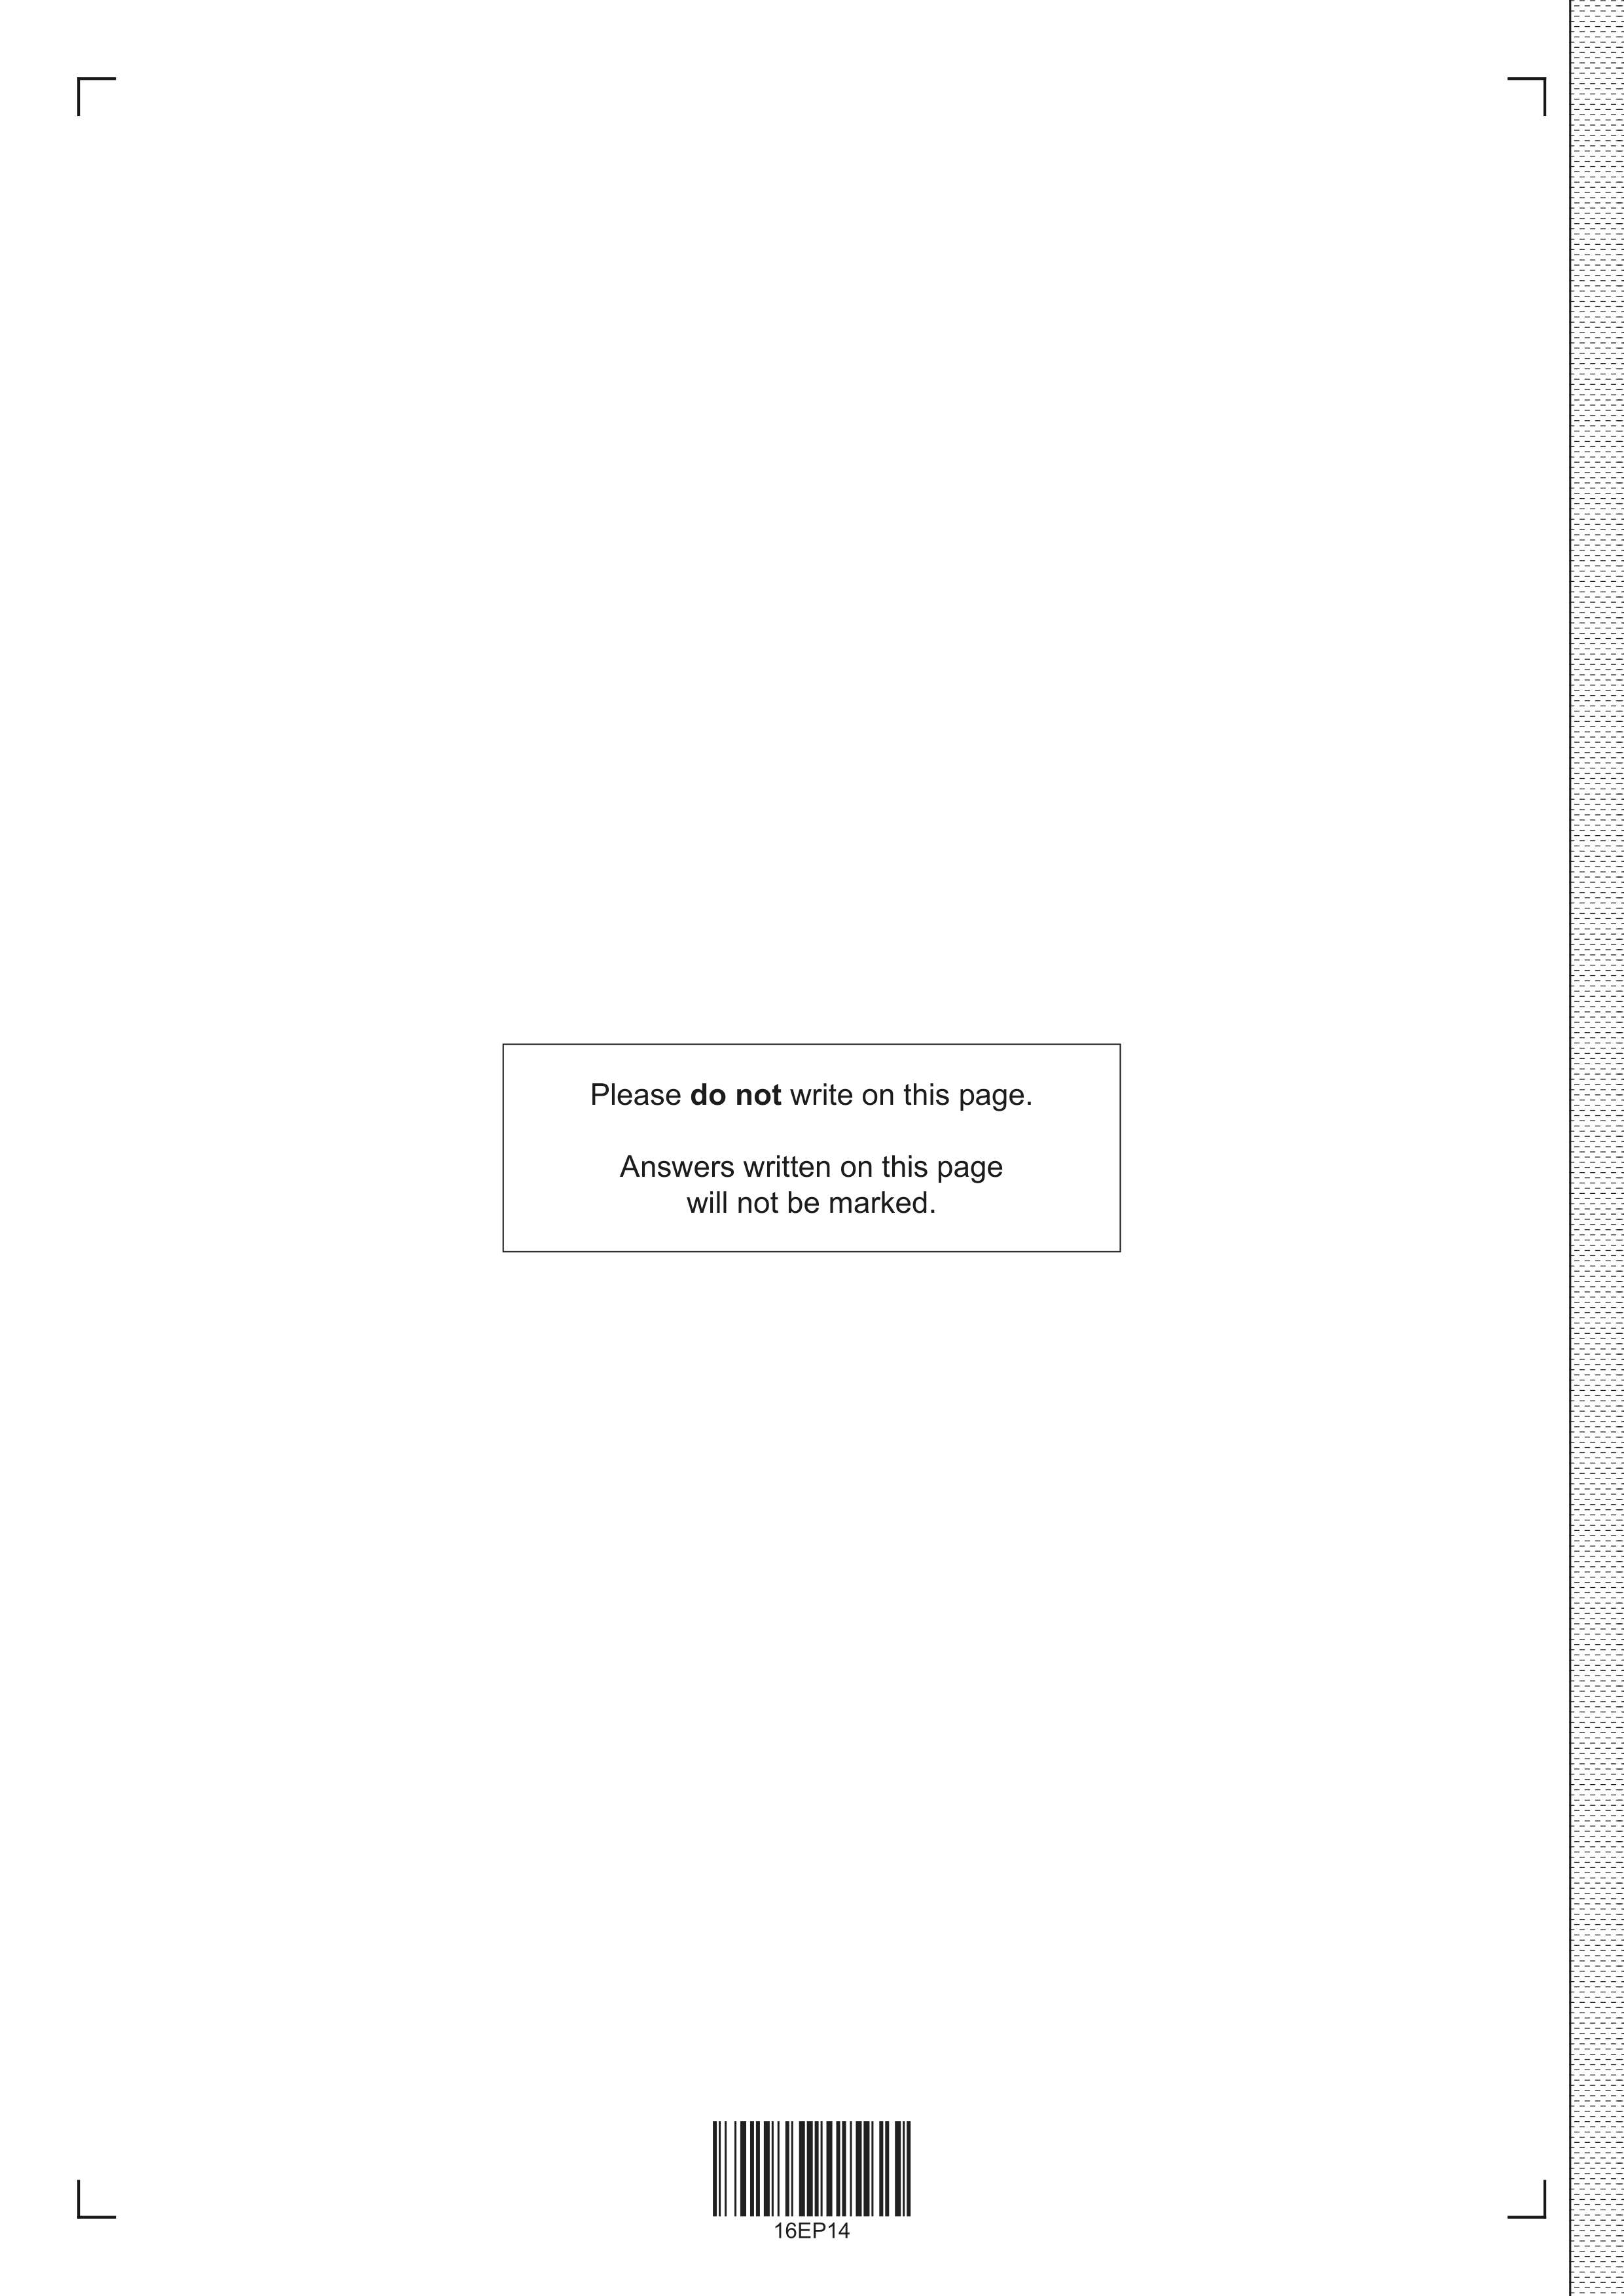 Please do not write on this page.
Answers written on this page
will not be marked.
16EP14